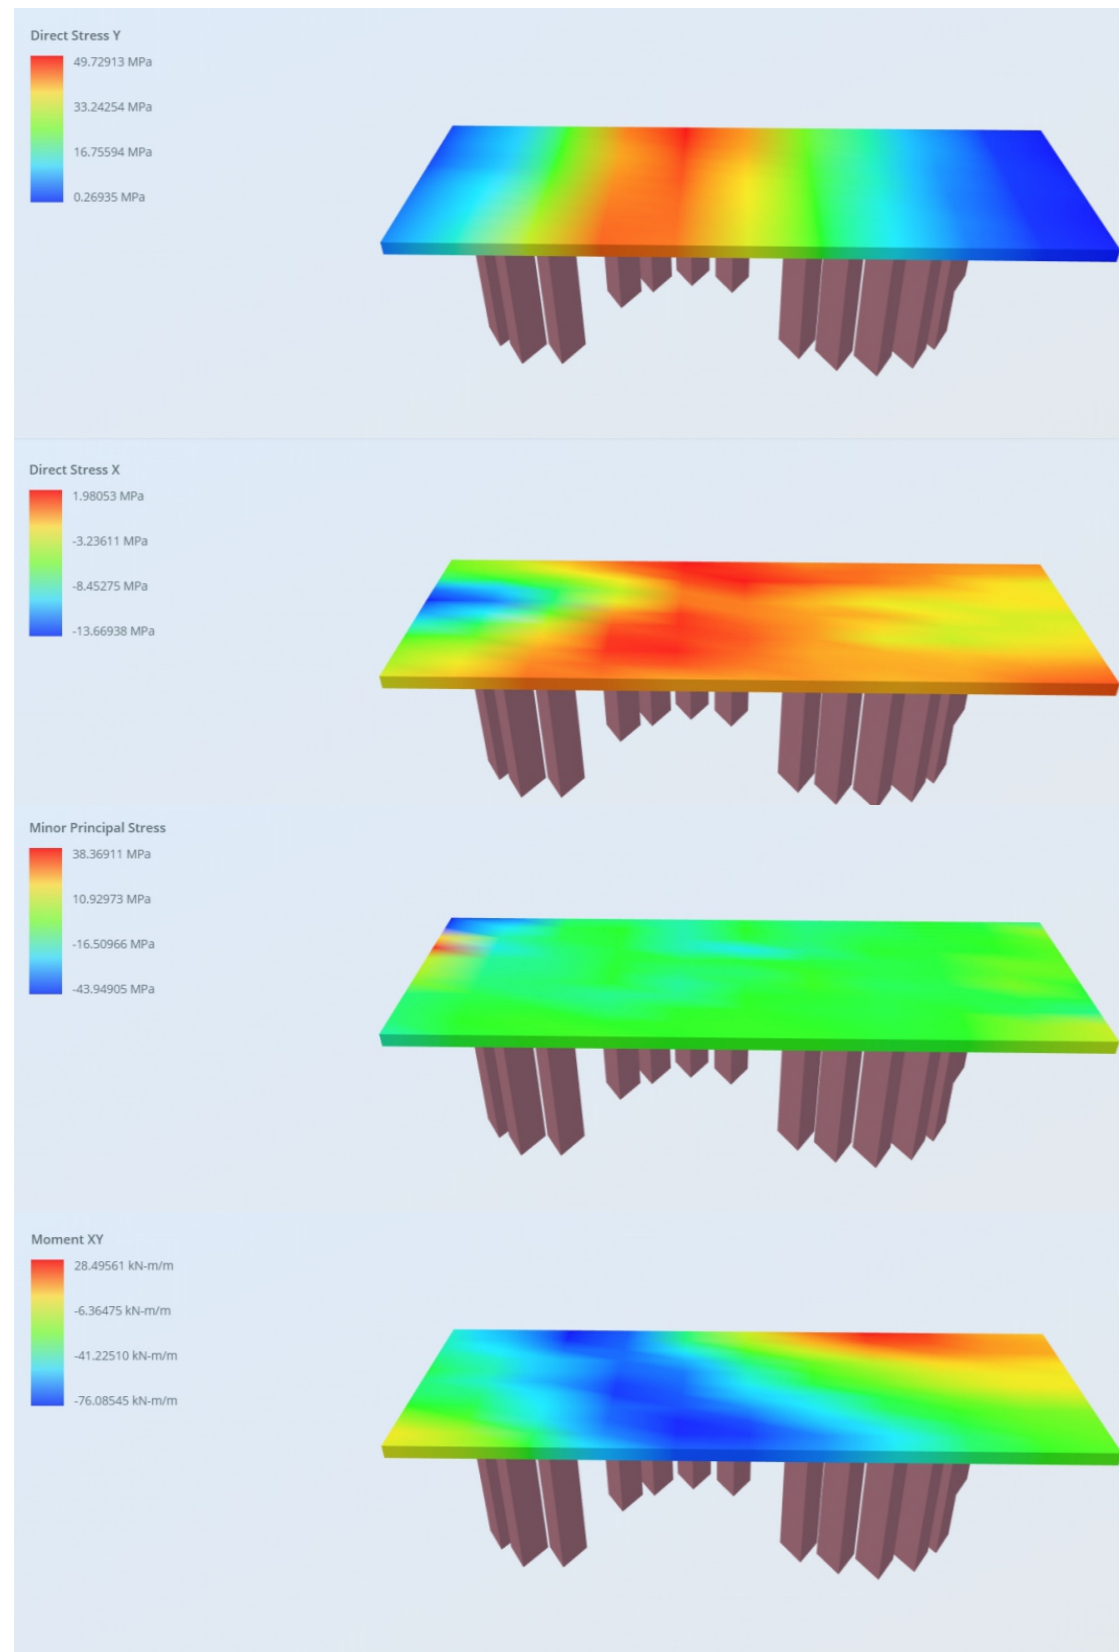 Direct Stress Y
49.72913 MPa
33.24254 MPa
16.75594 MPa
0.26935 MPa
Direct Stress X
1.98053 MPa
-3.23611 MPa
-8.45275 MPa
-13.66938 MPa
Minor Principal Stress
38.36911 MPa
10.92973 MPa
-16.50966 MPa
-43.94905 MPa
Moment XY
28.49561 kN-m/m
-6.36475 kN-m/m
-41.22510 kN-m/m
-76.08545 kN-m/m